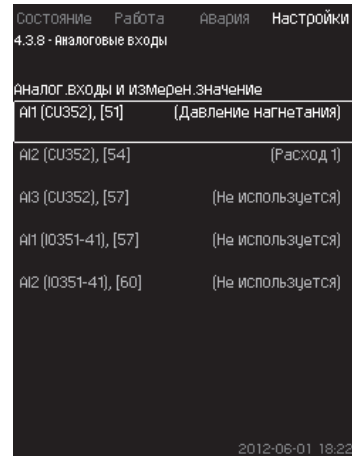 Состояние Работа Авария Настройки
4.3.8 - Аналоговые входы
Аналог.входы и измерен.значение
AI1 (CU352), [51] (Давление нагнетания)
AI2 (CU352), [54] (Расход 1)
AI3 (CU352), [57] (Не используется)
AI1 (IO351-41), [57] (Не используется)
AI2 (IO351-41), [60] (Не используется)
2012-06-01 18:22